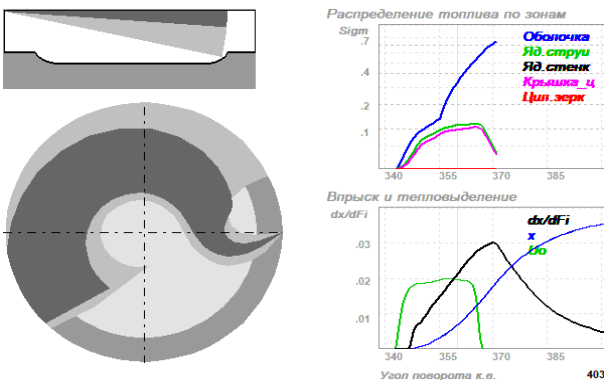 Распределение топлива по зонам
Sigm
.7
.4
.2
.1
Оболочка
Яд.струи
Яд.стенк
Крышка_ц
Цил.зерк
340 355 370 385
Впрыск и тепловыделение
dx/dFi
.03
.02
.01
dx/dFi
x
Uo
340 355 370 385
Угол поворота к.в. 403